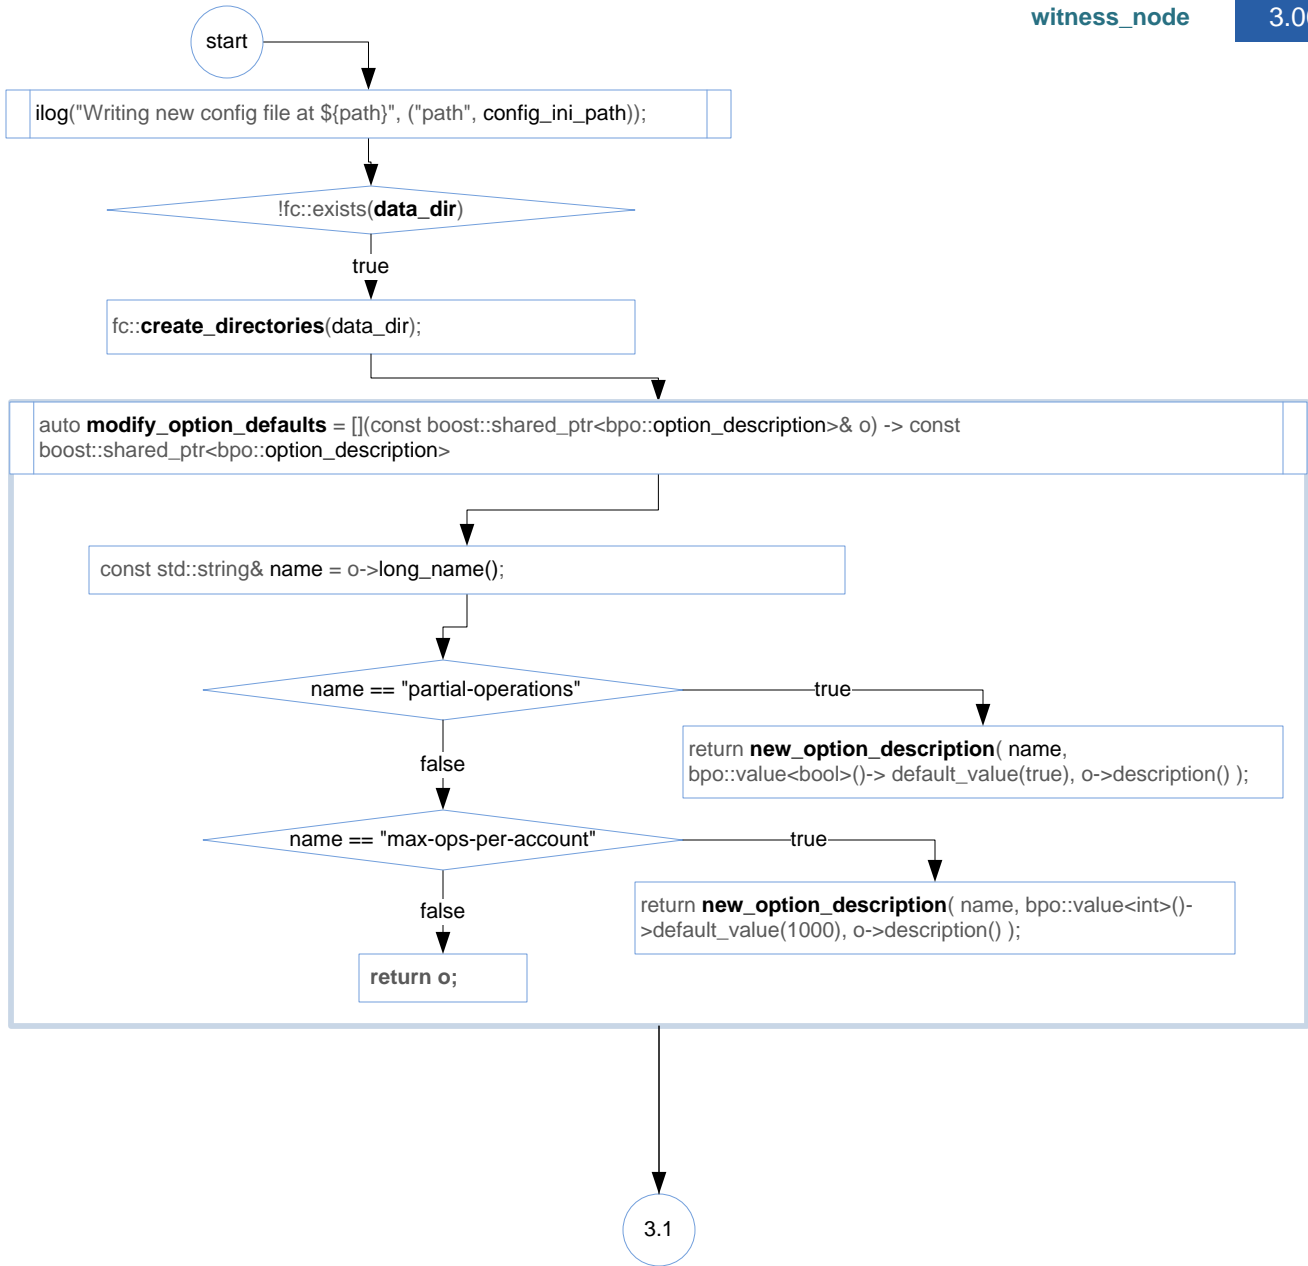 witness_node
3.00
start
ilog("Writing new config file at ${path}", ("path", config_ini_path));
!fc::exists(data_dir)
true
fc::create_directories(data_dir);
auto modify_option_defaults = [](const boost::shared_ptr<bpo::option_description>& o) -> const
boost::shared_ptr<bpo::option_description>
const std::string& name = o->long_name();
name == "partial-operations"
true
return new_option_description( name,
bpo::value<bool>()-> default_value(true), o->description() );
false
name == "max-ops-per-account"
true
return new_option_description( name, bpo::value<int>()-
>default_value(1000), o->description() );
false
return o;
3.1